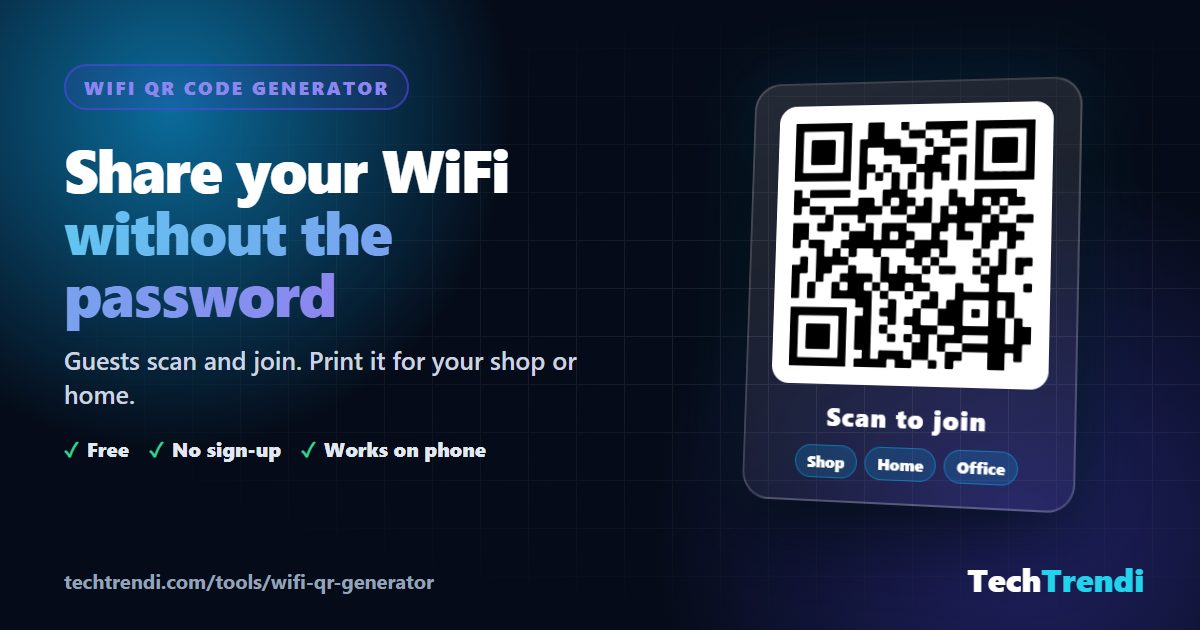 WIFI QR CODE GENERATOR
Share your WiFi
without the
password
Guests scan and join. Print it for your shop or
home.
✓ Free ✓ No sign-up ✓ Works on phone
Scan to join
Shop Home Office
techtrendi.com/tools/wifi-qr-generator
TechTrendi